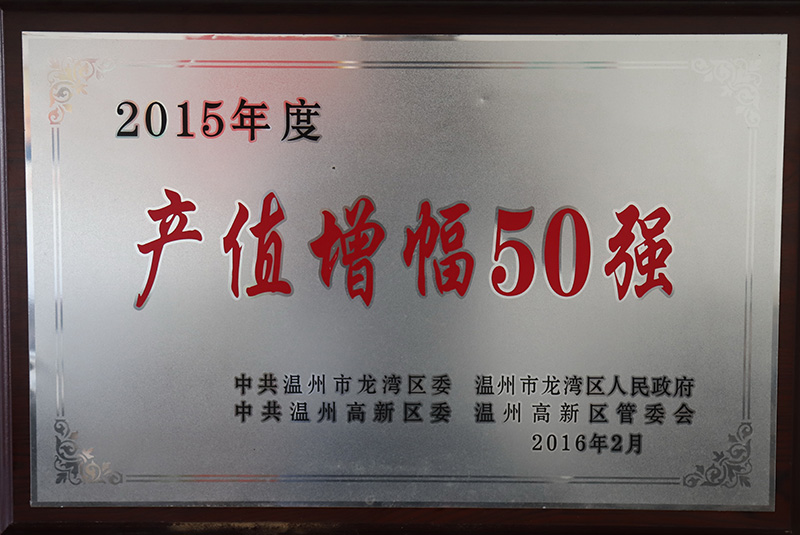 2015年度
产值增幅50强
中共温州市龙湾区委 温州市龙湾区人民政府
中共温州高新区委 温州高新区管委会
2016年2月